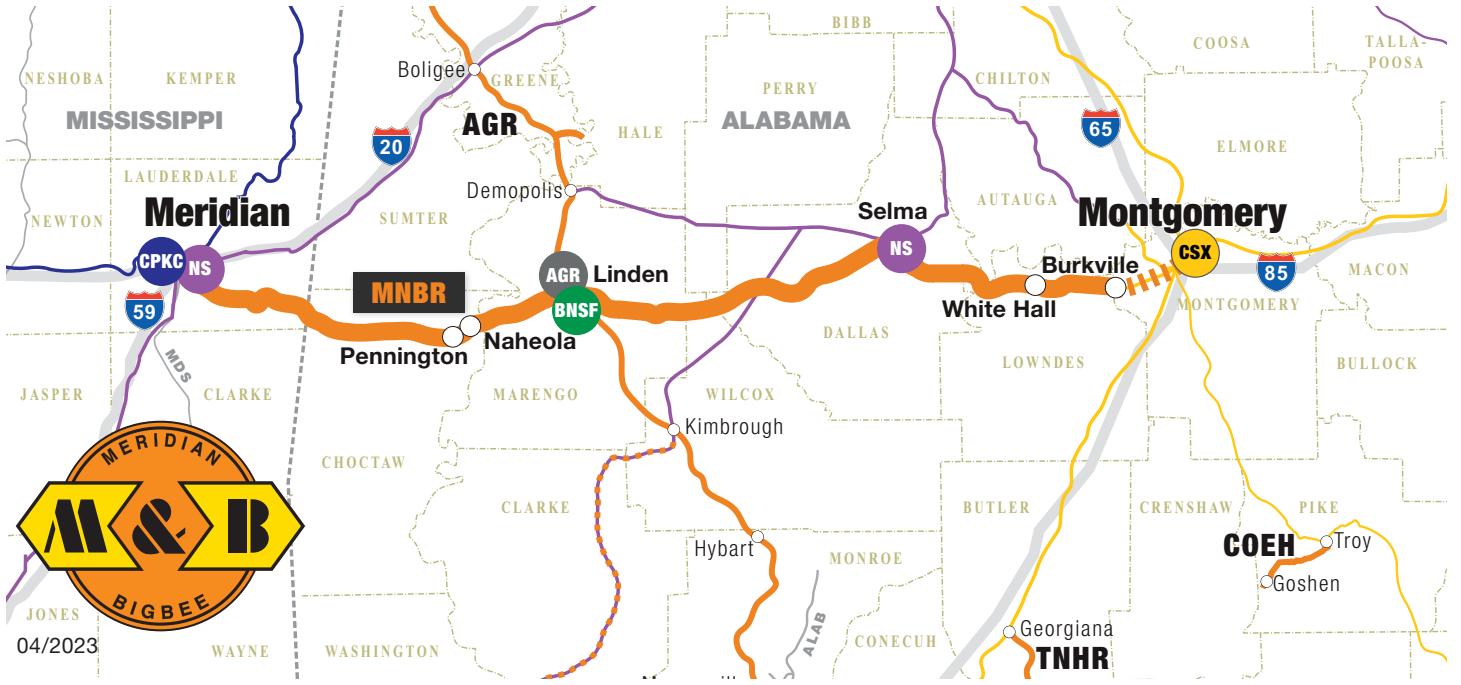 BIBB
COOSA
TALLA-
POOSA
NESHOBA
KEMPER
Boligee
GREENE
CHILTON
PERRY
MISSISSIPPI
AGR
HALE
ALABAMA
65
20
ELMORE
LAUDERDALE
Demopolis
NEWTON
Meridian
SUMTER
Selma
AUTAUGA
Montgomery
CPKC
NS
AGR
Linden
NS
Burkville
CSX
85
MACON
59
MNBR
BNSF
White Hall
MONTGOMERY
Pennington
Naheola
DALLAS
LOWNDES
BULLOCK
MDS
JASPER
CLARKE
MARENGO
WILCOX
Kimbrough
MERIDIAN
CHOCTAW
M & B
BIGBEE
CLARKE
BUTLER
CRENSHAW
PIKE
Hybart
MONROE
COEH
Troy
Goshen
JONES
04/2023
WAYNE
WASHINGTON
ALAB
CONECUH
Georgiana
TNHR